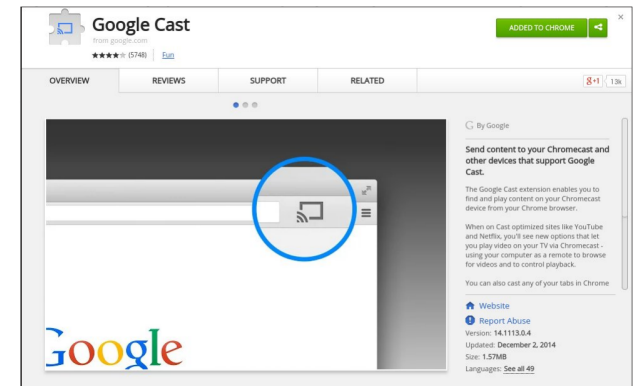 Google Cast
from google.com
(5748) Fun
ADDED TO CHROME
×
OVERVIEW
REVIEWS
SUPPORT
RELATED
g+1 13k
Google
G By Google
Send content to your Chromecast and
other devices that support Google
Cast.
The Google Cast extension enables you to
find and play content on your Chromecast
device from your Chrome browser.
When on Cast optimized sites like YouTube
and Netflix, you'll see new options that let
you play video on your TV via Chromecast -
using your computer as a remote to browse
for videos and to control playback.
You can also cast any of your tabs in Chrome
Website
Report Abuse
Version: 14.1113.0.4
Updated: December 2, 2014
Size: 1.57MB
Languages: See all 49